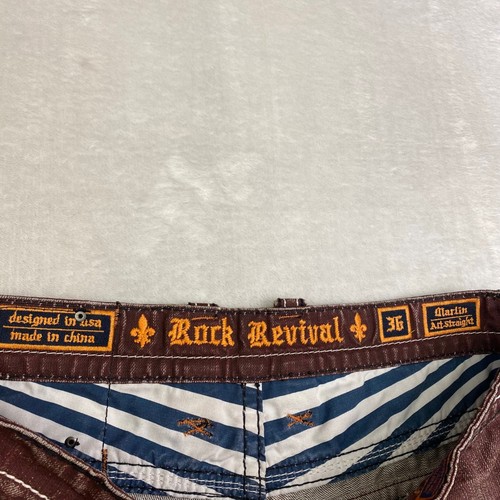 designed in usa
made in china
Rock Revival
36
Martin
Alt.Straight